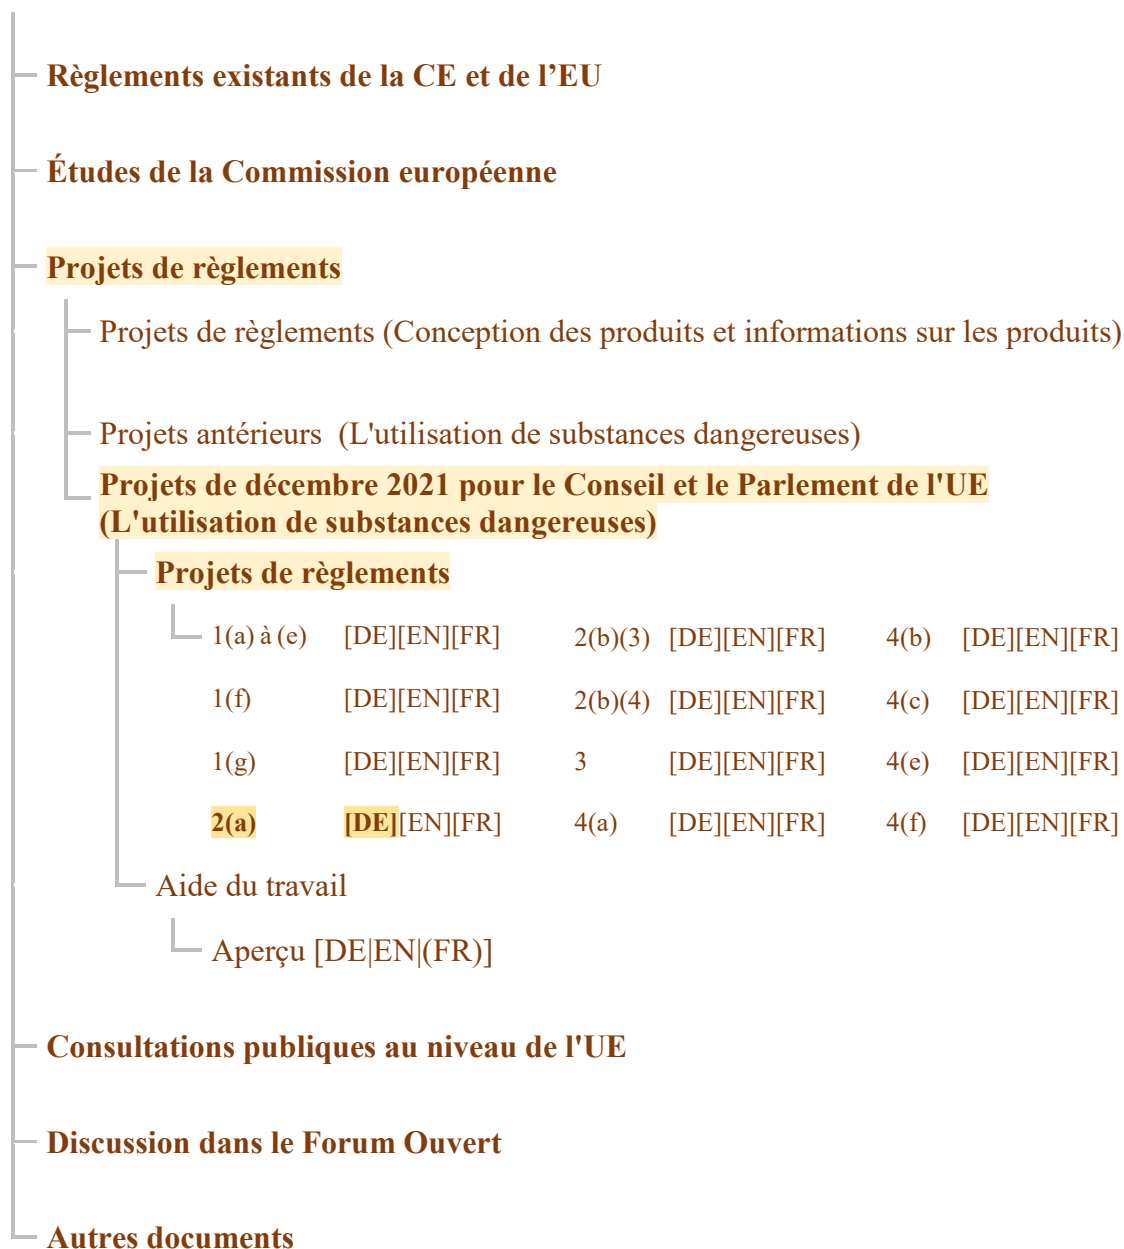 Règlements existants de la CE et de l’EU
Études de la Commission européenne
Projets de règlements
Projets de règlements (Conception des produits et informations sur les produits)
Projets antérieurs  (L'utilisation de substances dangereuses)
Projets de décembre 2021 pour le Conseil et le Parlement de l'UE
(L'utilisation de substances dangereuses)
Projets de règlements
1(a) à (e) [DE][EN][FR] 2(b)(3) [DE][EN][FR] 4(b) [DE][EN][FR]
1(f) [DE][EN][FR] 2(b)(4) [DE][EN][FR] 4(c) [DE][EN][FR]
1(g) [DE][EN][FR] 3 [DE][EN][FR] 4(e) [DE][EN][FR]
2(a) [DE][EN][FR] 4(a) [DE][EN][FR] 4(f) [DE][EN][FR]
Aide du travail
Aperçu [DE|EN|(FR)]
Consultations publiques au niveau de l'UE
Discussion dans le Forum Ouvert
Autres documents